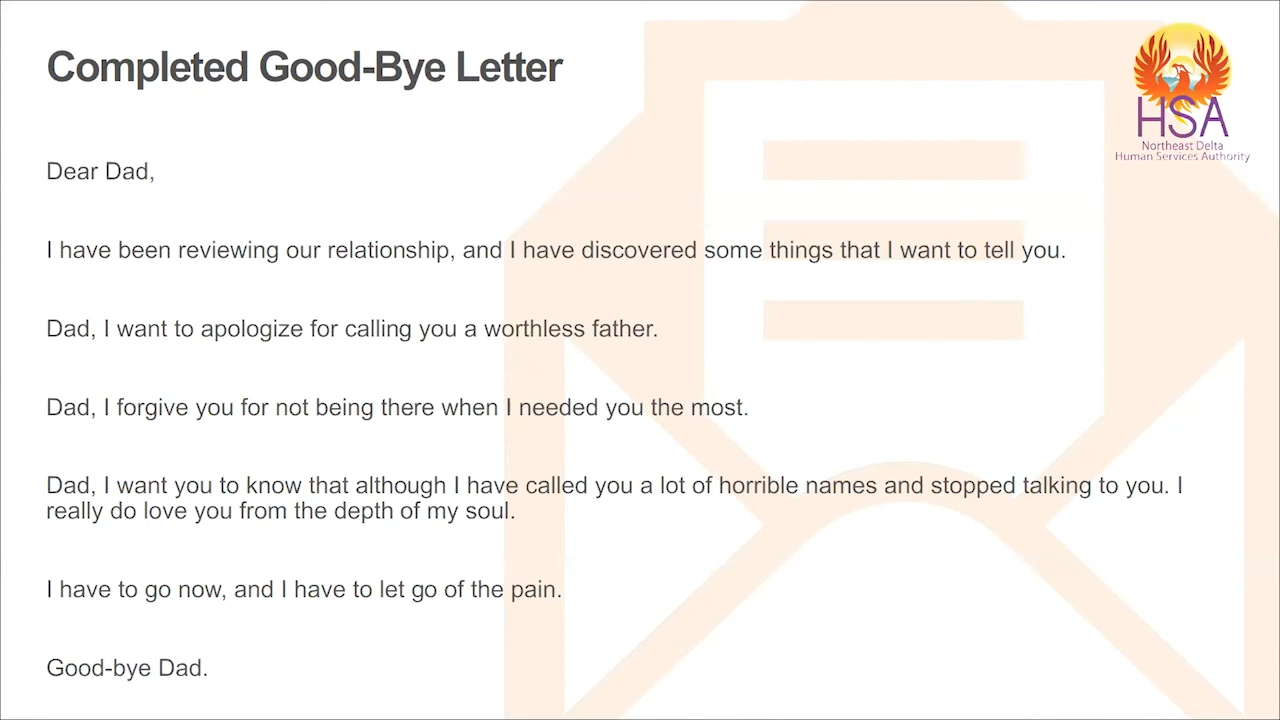 Completed Good-Bye Letter
HSA
Northeast Delta
Human Services Authority
Dear Dad,
I have been reviewing our relationship, and I have discovered some things that I want to tell you.
Dad, I want to apologize for calling you a worthless father.
Dad, I forgive you for not being there when I needed you the most.
Dad, I want you to know that although I have called you a lot of horrible names and stopped talking to you. I
really do love you from the depth of my soul.
I have to go now, and I have to let go of the pain.
Good-bye Dad.